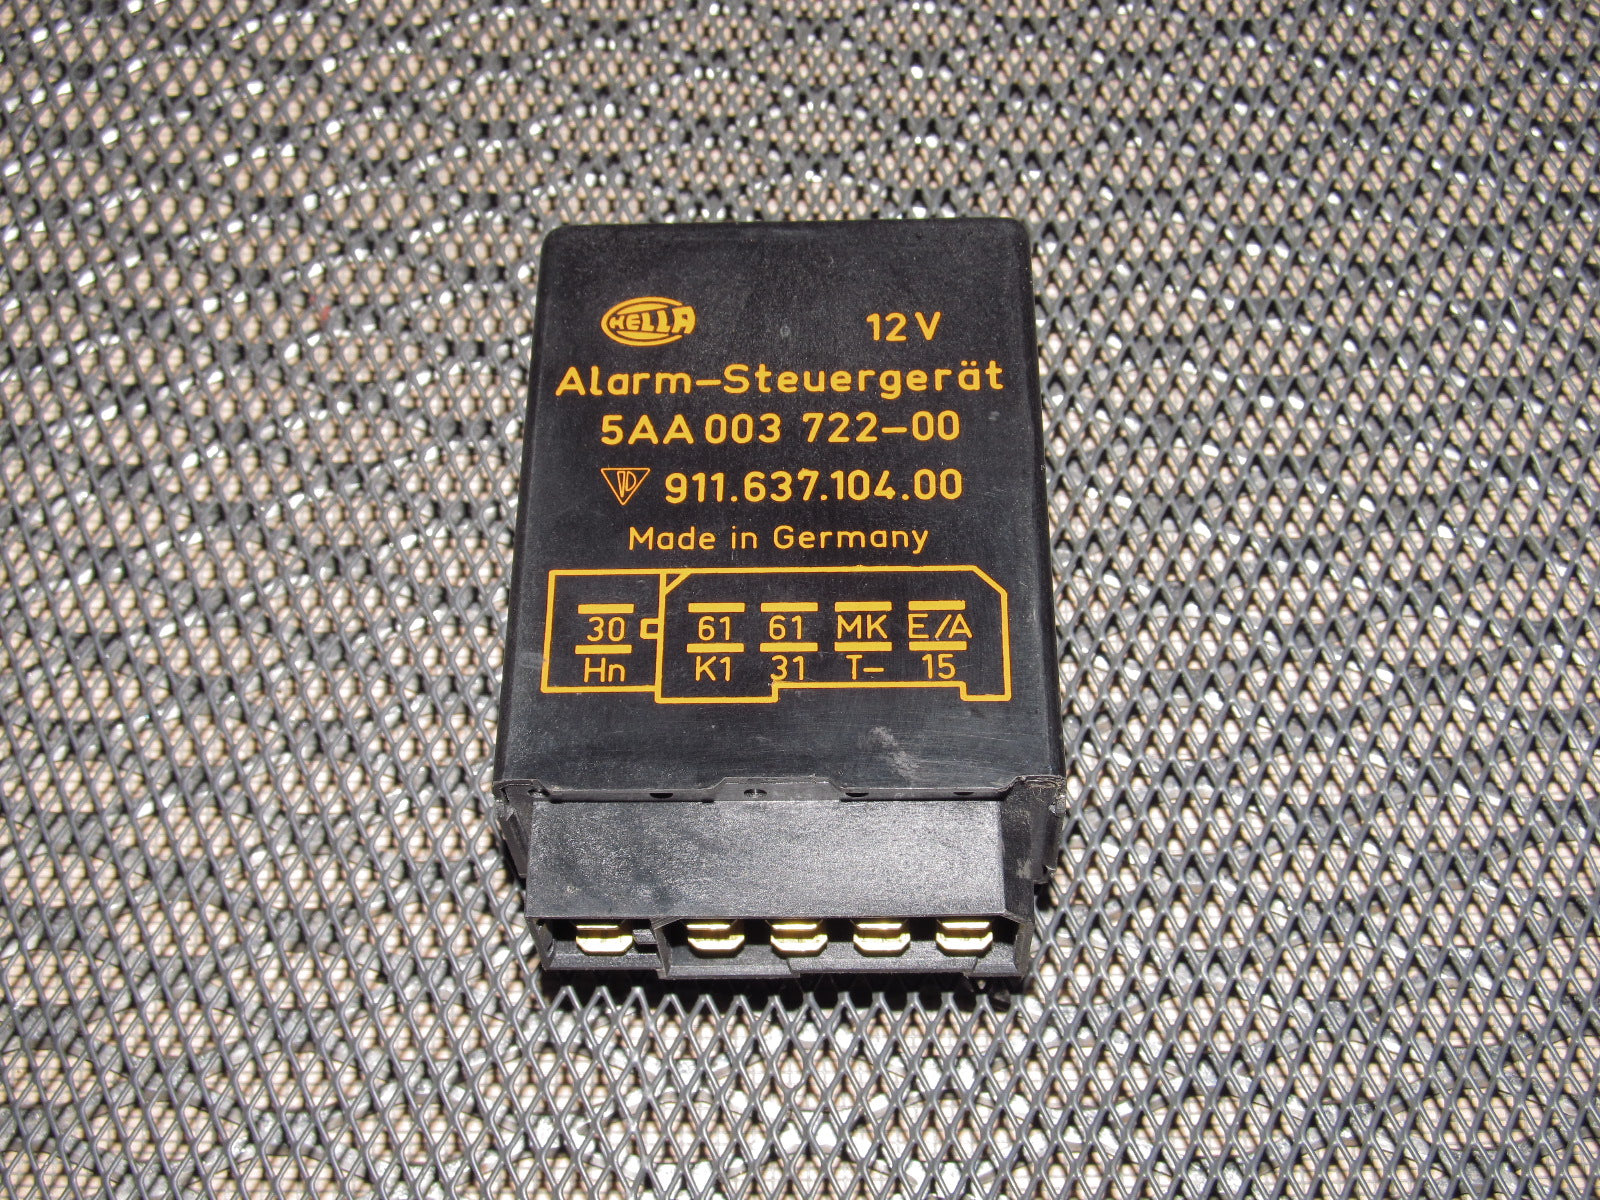 HELLA 12V
Alarm-Steuergerät
5AA 003 722-00
911.637.104.00
Made in Germany
30 61 61 MK E/A
Hn K1 31 T- 15